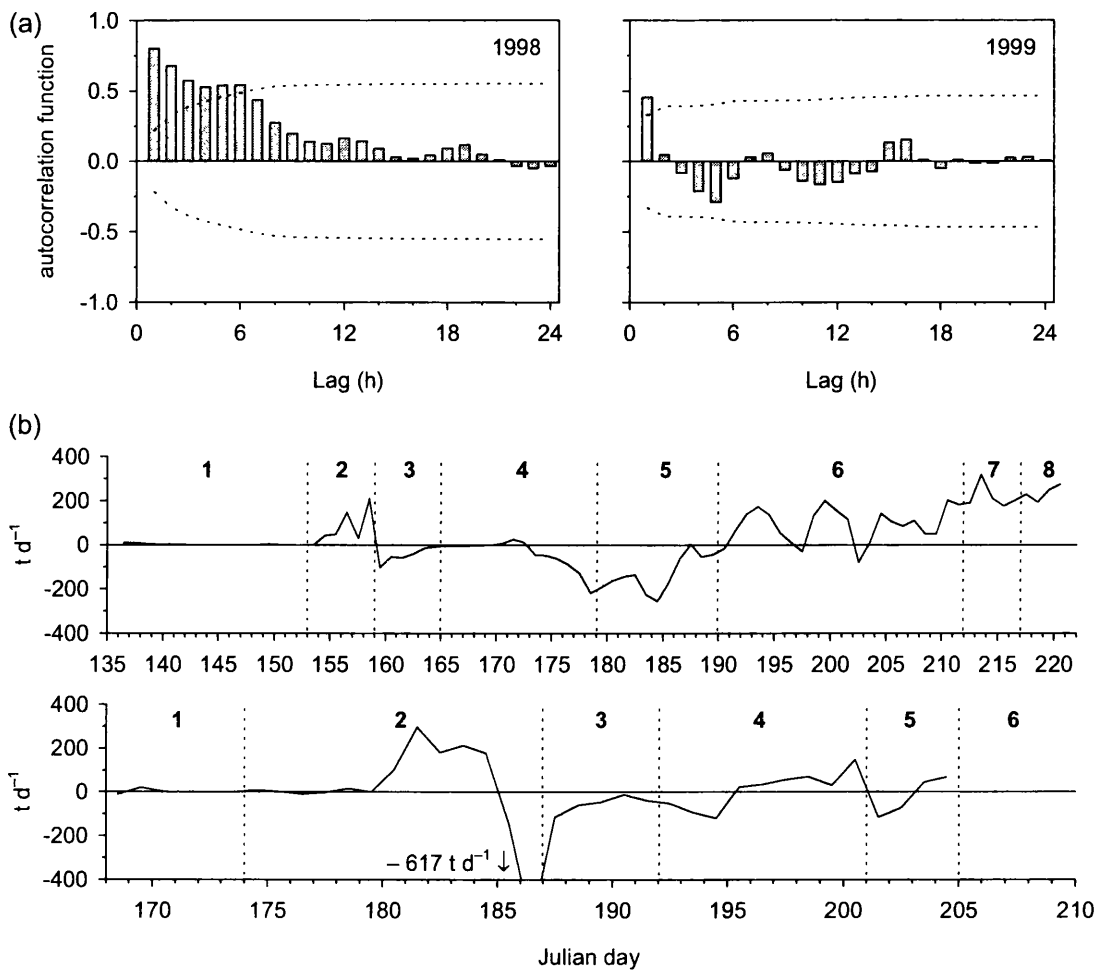 (a)
autocorrelation function
1.0
0.5
0.0
-0.5
-1.0
1998
0 6 12 18 24
Lag (h)
1999
0 6 12 18 24
Lag (h)
(b)
t d⁻¹
400
200
0
-200
-400
1 2 3 4 5 6 7 8
135 140 145 150 155 160 165 170 175 180 185 190 195 200 205 210 215 220
t d⁻¹
400
200
0
-200
-400
1 2 3 4 5 6
– 617 t d⁻¹ ↓
170 175 180 185 190 195 200 205 210
Julian day